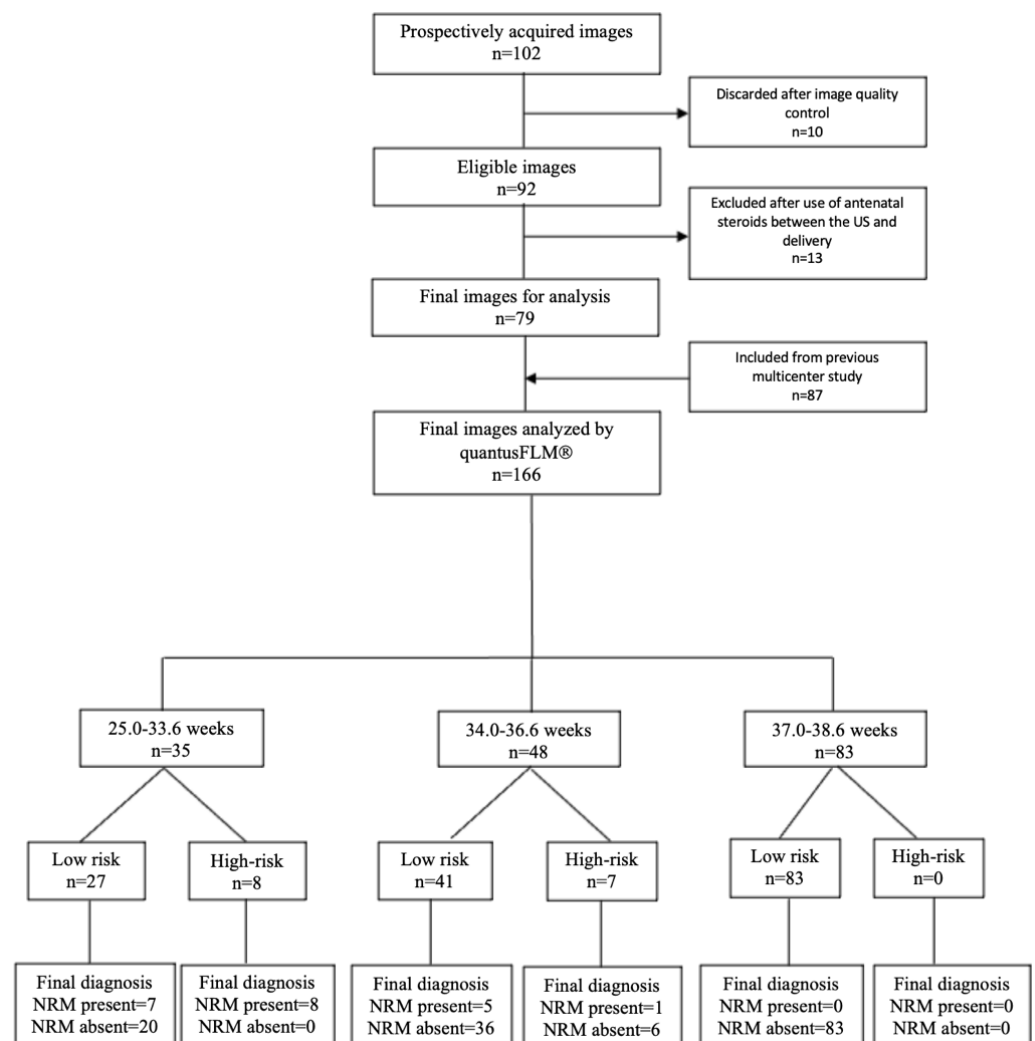 Prospectively acquired images
n=102
Discarded after image quality
control
n=10
Eligible images
n=92
Excluded after use of antenatal
steroids between the US and
delivery
n=13
Final images for analysis
n=79
Included from previous
multicenter study
n=87
Final images analyzed by
quantusFLM®
n=166
25.0-33.6 weeks
n=35
34.0-36.6 weeks
n=48
37.0-38.6 weeks
n=83
Low risk
n=27
High-risk
n=8
Low risk
n=41
High-risk
n=7
Low risk
n=83
High-risk
n=0
Final diagnosis
NRM present=7
NRM absent=20
Final diagnosis
NRM present=8
NRM absent=0
Final diagnosis
NRM present=5
NRM absent=36
Final diagnosis
NRM present=1
NRM absent=6
Final diagnosis
NRM present=0
NRM absent=83
Final diagnosis
NRM present=0
NRM absent=0